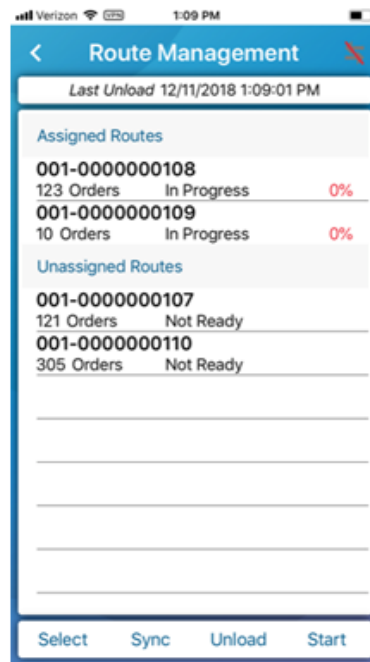 Verizon VPN 1:09 PM
Route Management
Last Unload 12/11/2018 1:09:01 PM
Assigned Routes
001-0000000108
123 Orders In Progress 0%
001-0000000109
10 Orders In Progress 0%
Unassigned Routes
001-0000000107
121 Orders Not Ready
001-0000000110
305 Orders Not Ready
Select Sync Unload Start